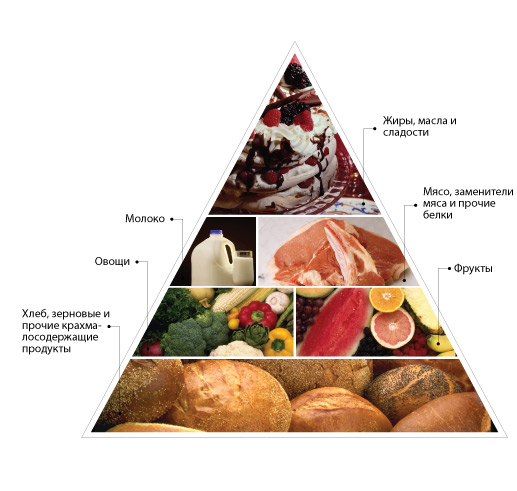 Жиры, масла и
сладости
Мясо, заменители
мяса и прочие
белки
Молоко
Овощи
Фрукты
Хлеб, зерновые и
прочие крахма-
лосодержащие
продукты